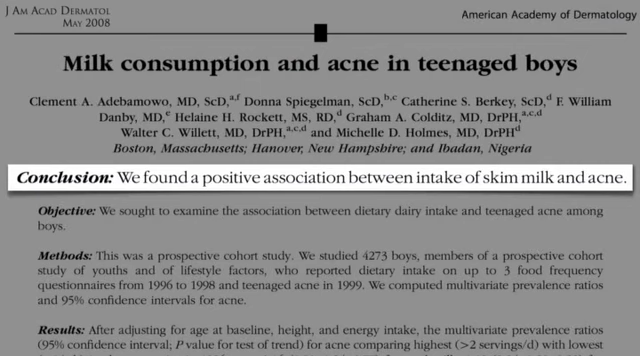 J AM ACAD DERMATOL
MAY 2008
American Academy of Dermatology
Milk consumption and acne in teenaged boys
Clement A. Adebamowo, MD, ScD,a,f Donna Spiegelman, ScD,b,c Catherine S. Berkey, ScD,d F. William
Danby, MD,e Helaine H. Rockett, MS, RD,d Graham A. Colditz, MD, DrPH,a,c,d
Walter C. Willett, MD, DrPH,a,c,d and Michelle D. Holmes, MD, DrPHd
Boston, Massachusetts; Hanover, New Hampshire; and Ibadan, Nigeria
Conclusion: We found a positive association between intake of skim milk and acne.
Objective: We sought to examine the association between dietary dairy intake and teenaged acne among
boys.
Methods: This was a prospective cohort study. We studied 4273 boys, members of a prospective cohort
study of youths and of lifestyle factors, who reported dietary intake on up to 3 food frequency
questionnaires from 1996 to 1998 and teenaged acne in 1999. We computed multivariate prevalence ratios
and 95% confidence intervals for acne.
Results: After adjusting for age at baseline, height, and energy intake, the multivariate prevalence ratios
(95% confidence interval; P value for test of trend) for acne comparing highest (>2 servings/d) with lowest